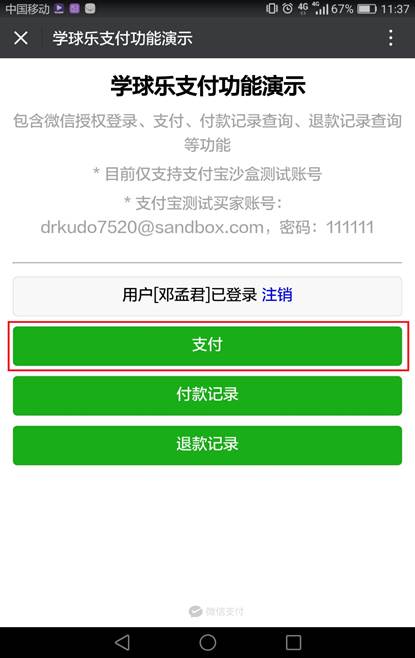 中国移动 4G 4G 67% 11:37
学球乐支付功能演示
学球乐支付功能演示
包含微信授权登录、支付、付款记录查询、退款记录查询
等功能
* 目前仅支持支付宝沙盒测试账号
* 支付宝测试买家账号：
drkudo7520@sandbox.com，密码：111111
用户[邓孟君]已登录 注销
支付
付款记录
退款记录
微信支付